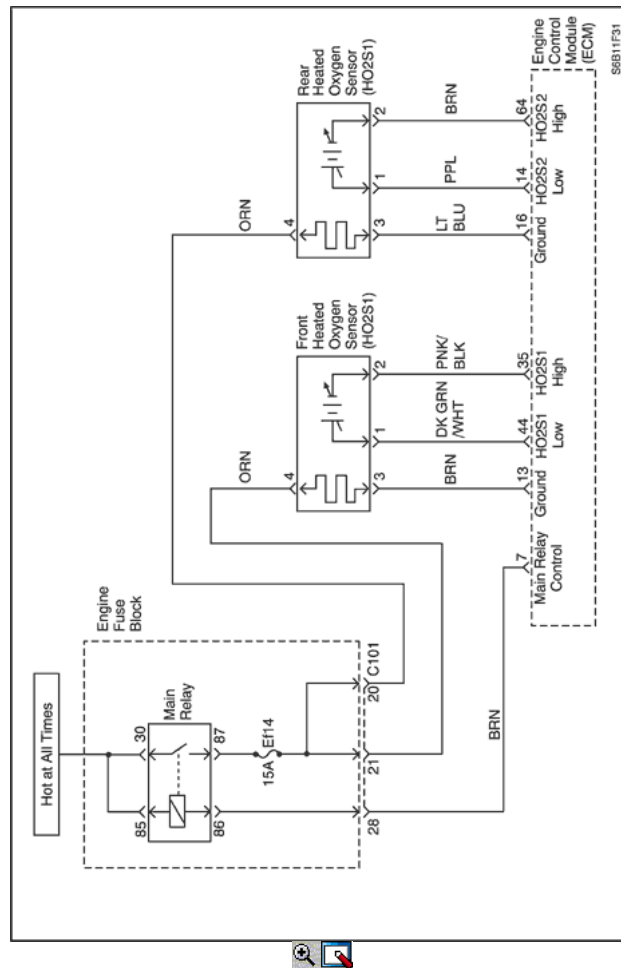 Hot at All Times
Engine
Fuse
Block
85
30
Main
Relay
86
87
15A
Ef14
28
21
20
C101
BRN
ORN
ORN
Front
Heated
Oxygen
Sensor
(HO2S1)
4
3
1
2
BRN
DK GRN
/WHT
PNK/
BLK
Rear
Heated
Oxygen
Sensor
(HO2S1)
4
3
1
2
LT
BLU
PPL
BRN
7
Main Relay
Control
13
Ground
44
HO2S1
Low
35
HO2S1
High
16
Ground
14
HO2S2
Low
64
HO2S2
High
Engine
Control
Module
(ECM)
S6B11F31